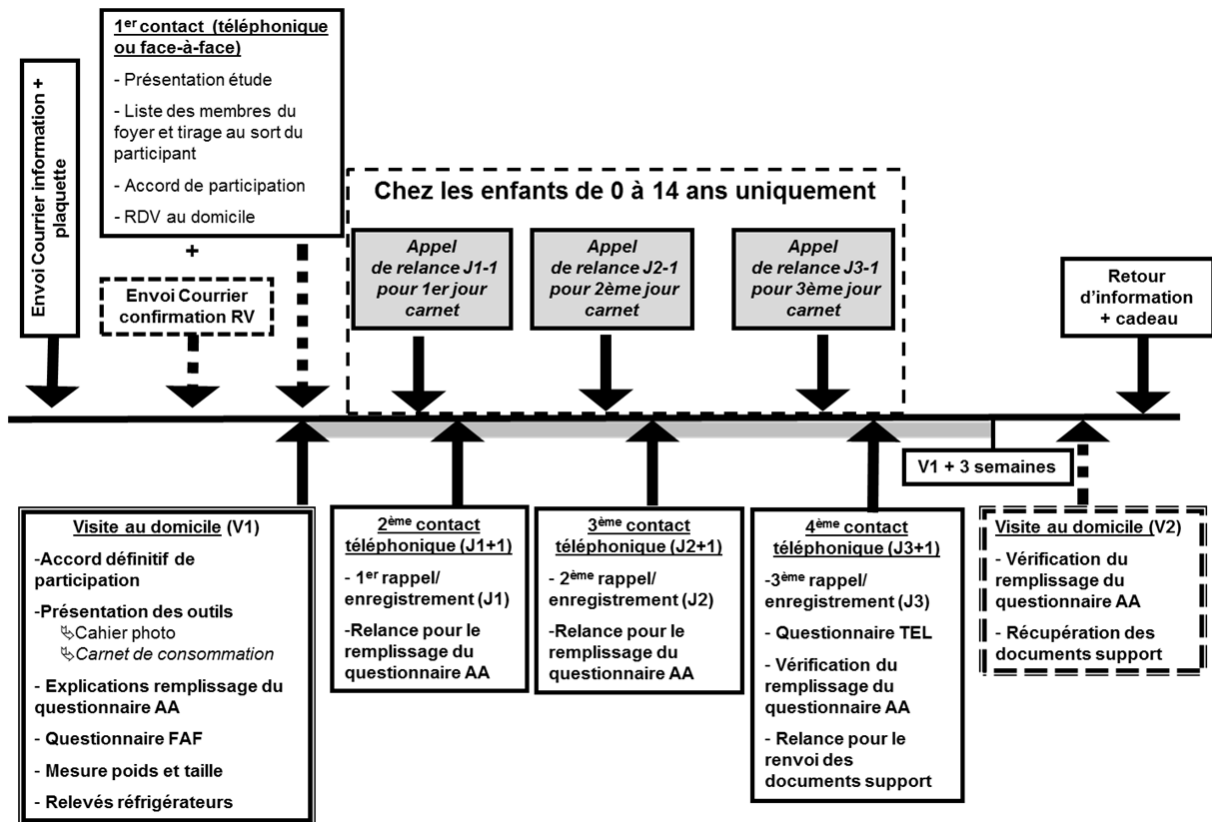 Envoi Courrier information +
plaquette
1er contact (téléphonique
ou face-à-face)
- Présentation étude
- Liste des membres du
foyer et tirage au sort du
participant
- Accord de participation
- RDV au domicile
+
Envoi Courrier
confirmation RV
Chez les enfants de 0 à 14 ans uniquement
Appel
de relance J1-1
pour 1er jour
carnet
Appel
de relance J2-1
pour 2ème jour
carnet
Appel
de relance J3-1
pour 3ème jour
carnet
Retour
d'information
+ cadeau
V1 + 3 semaines
Visite au domicile (V1)
-Accord définitif de
participation
-Présentation des outils
Cahier photo
Carnet de consommation
- Explications remplissage du
questionnaire AA
- Questionnaire FAF
- Mesure poids et taille
- Relevés réfrigérateurs
2ème contact
téléphonique (J1+1)
- 1er rappel/
enregistrement (J1)
-Relance pour le
remplissage du
questionnaire AA
3ème contact
téléphonique (J2+1)
- 2ème rappel/
enregistrement (J2)
-Relance pour le
remplissage du
questionnaire AA
4ème contact
téléphonique (J3+1)
-3ème rappel/
enregistrement (J3)
- Questionnaire TEL
- Vérification du
remplissage du
questionnaire AA
- Relance pour le
renvoi des
documents support
Visite au domicile (V2)
- Vérification du
remplissage du
questionnaire AA
- Récupération des
documents support